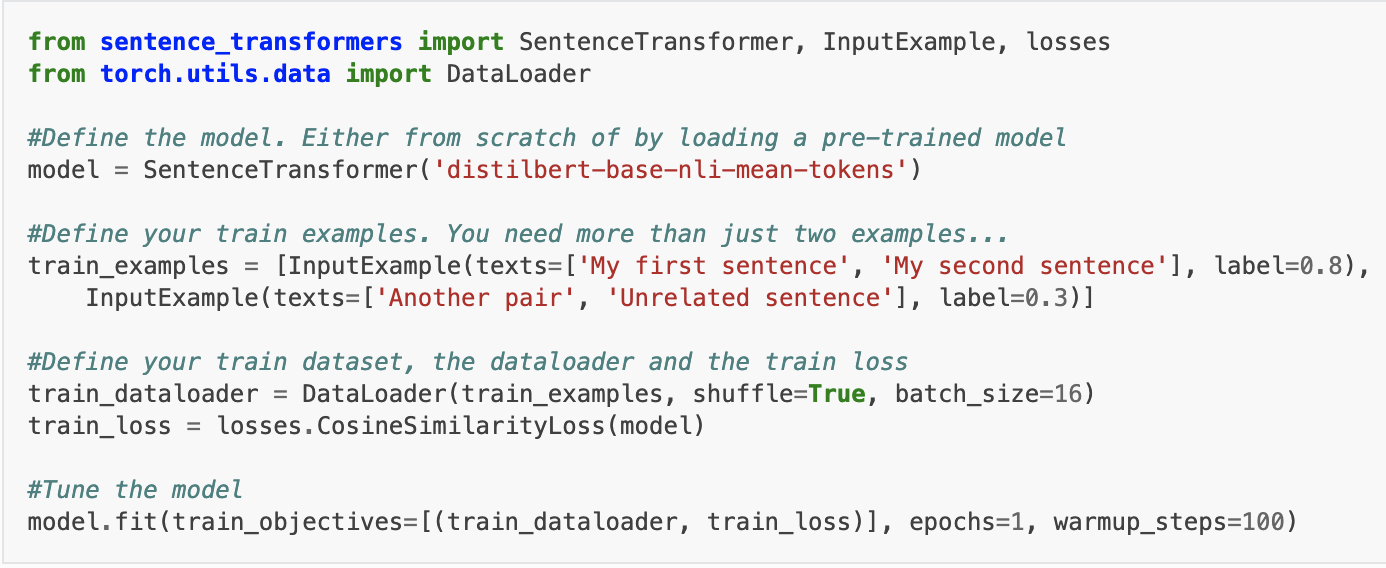 from sentence_transformers import SentenceTransformer, InputExample, losses
from torch.utils.data import DataLoader
#Define the model. Either from scratch of by loading a pre-trained model
model = SentenceTransformer('distilbert-base-nli-mean-tokens')
#Define your train examples. You need more than just two examples...
train_examples = [InputExample(texts=['My first sentence', 'My second sentence'], label=0.8),
    InputExample(texts=['Another pair', 'Unrelated sentence'], label=0.3)]
#Define your train dataset, the dataloader and the train loss
train_dataloader = DataLoader(train_examples, shuffle=True, batch_size=16)
train_loss = losses.CosineSimilarityLoss(model)
#Tune the model
model.fit(train_objectives=[(train_dataloader, train_loss)], epochs=1, warmup_steps=100)